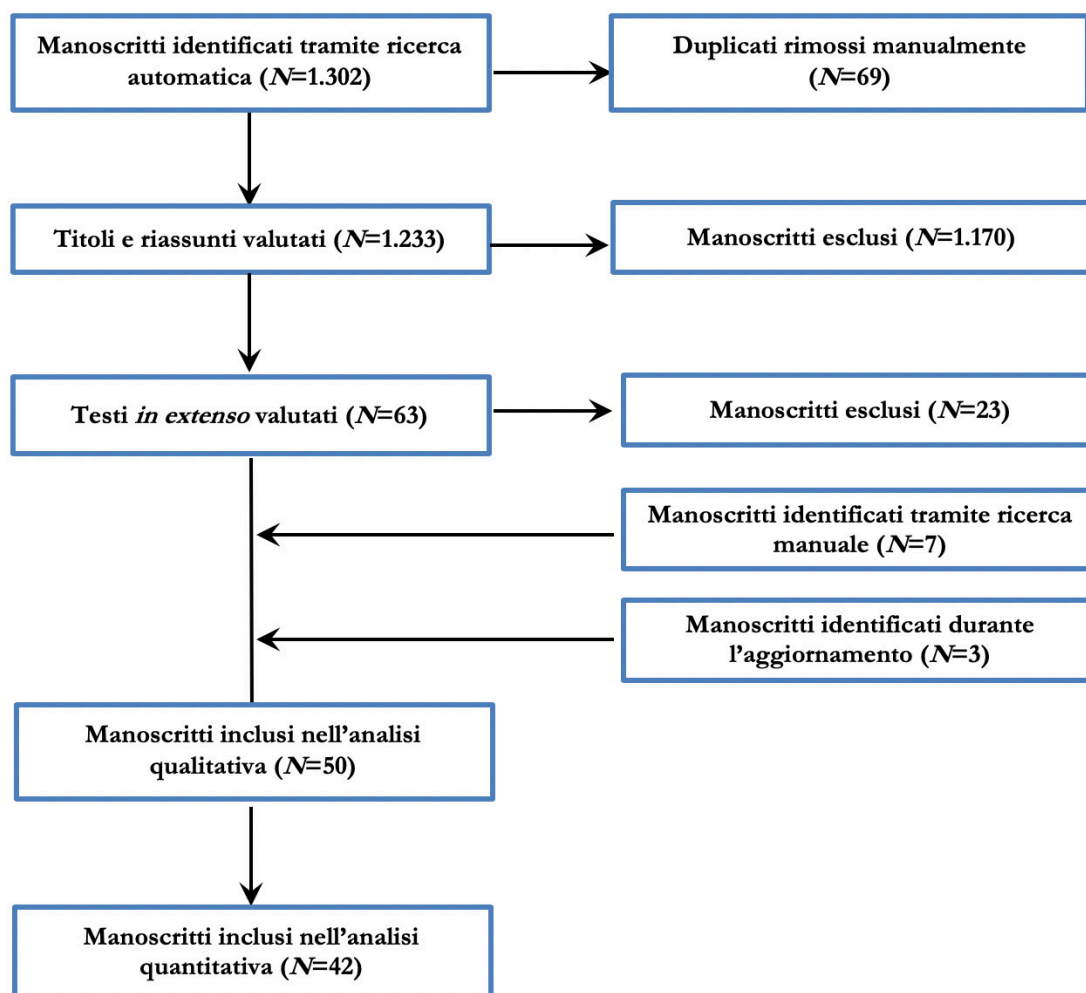 Manoscritti identificati tramite ricerca
automatica (N=1.302)
Duplicati rimossi manualmente
(N=69)
Titoli e riassunti valutati (N=1.233)
Manoscritti esclusi (N=1.170)
Testi in extenso valutati (N=63)
Manoscritti esclusi (N=23)
Manoscritti identificati tramite ricerca
manuale (N=7)
Manoscritti identificati durante
l’aggiornamento (N=3)
Manoscritti inclusi nell’analisi
qualitativa (N=50)
Manoscritti inclusi nell’analisi
quantitativa (N=42)